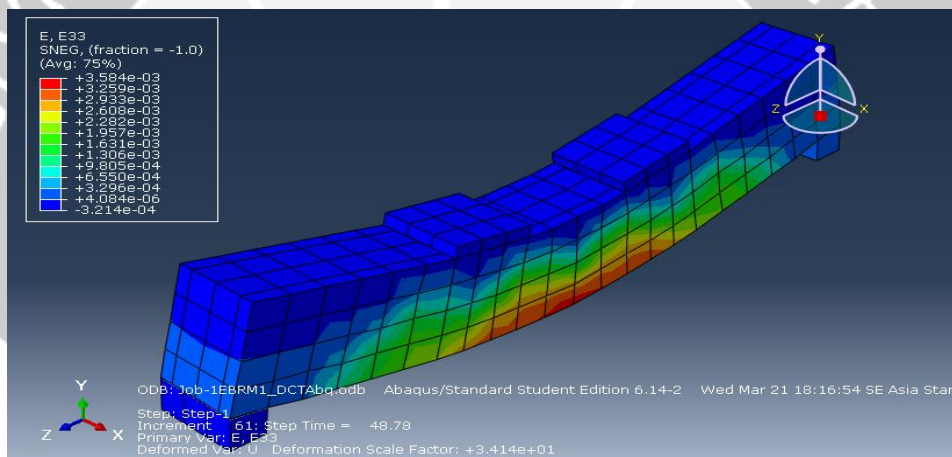 E, E33
SNEG, (fraction = -1.0)
(Avg: 75%)
+3.584e-03
+3.259e-03
+2.933e-03
+2.608e-03
+2.282e-03
+1.957e-03
+1.631e-03
+1.306e-03
+9.805e-04
+6.550e-04
+3.296e-04
+4.084e-06
-3.214e-04
Y
Z
X
ODB: Job-1EBRM1_DCTAbq.odb Abaqus/Standard Student Edition 6.14-2 Wed Mar 21 18:16:54 SE Asia Star
Y
Step: Step-1
Increment 61: Step Time = 48.78
Z X Primary Var: E, E33
Deformed Var: U Deformation Scale Factor: +3.414e+01